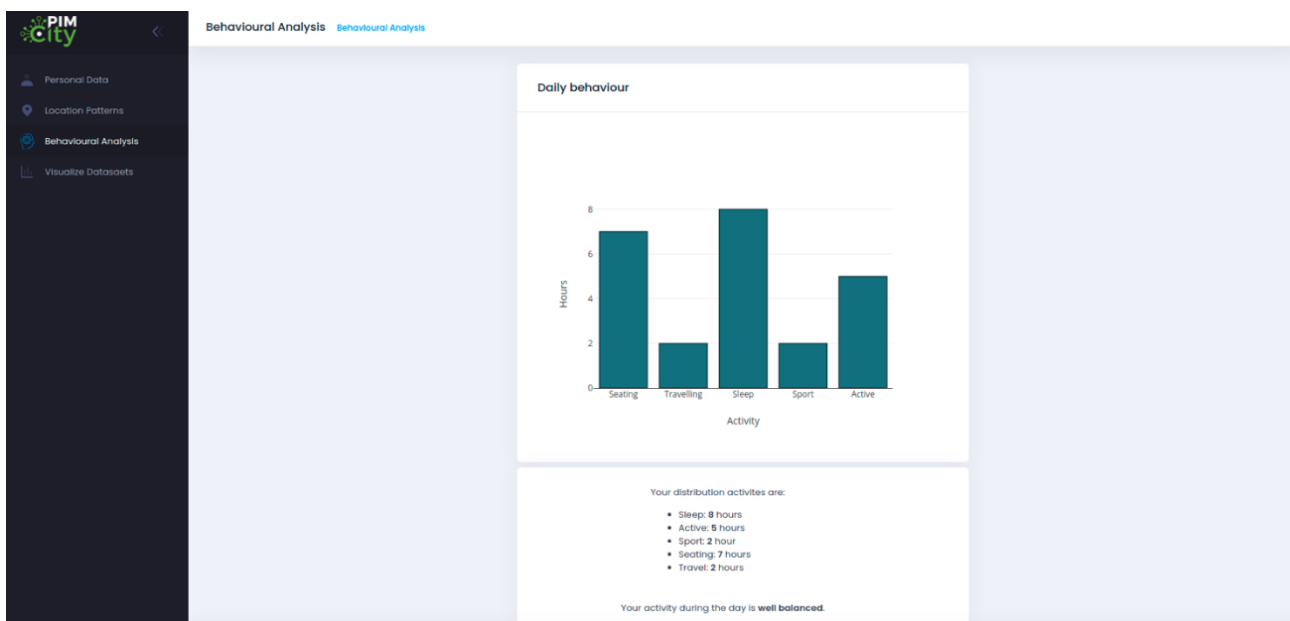 PIM
City
Behavioural Analysis Behavioural Analysis
Personal Data
Location Patterns
Behavioural Analysis
Visualize Datasaets
Daily behaviour
8
6
4
2
0
Hours
Seating Travelling Sleep Sport Active
Activity
Your distribution activites are:
Sleep: 8 hours
Active: 5 hours
Sport: 2 hour
Seating: 7 hours
Travel: 2 hours
Your activity during the day is well balanced.